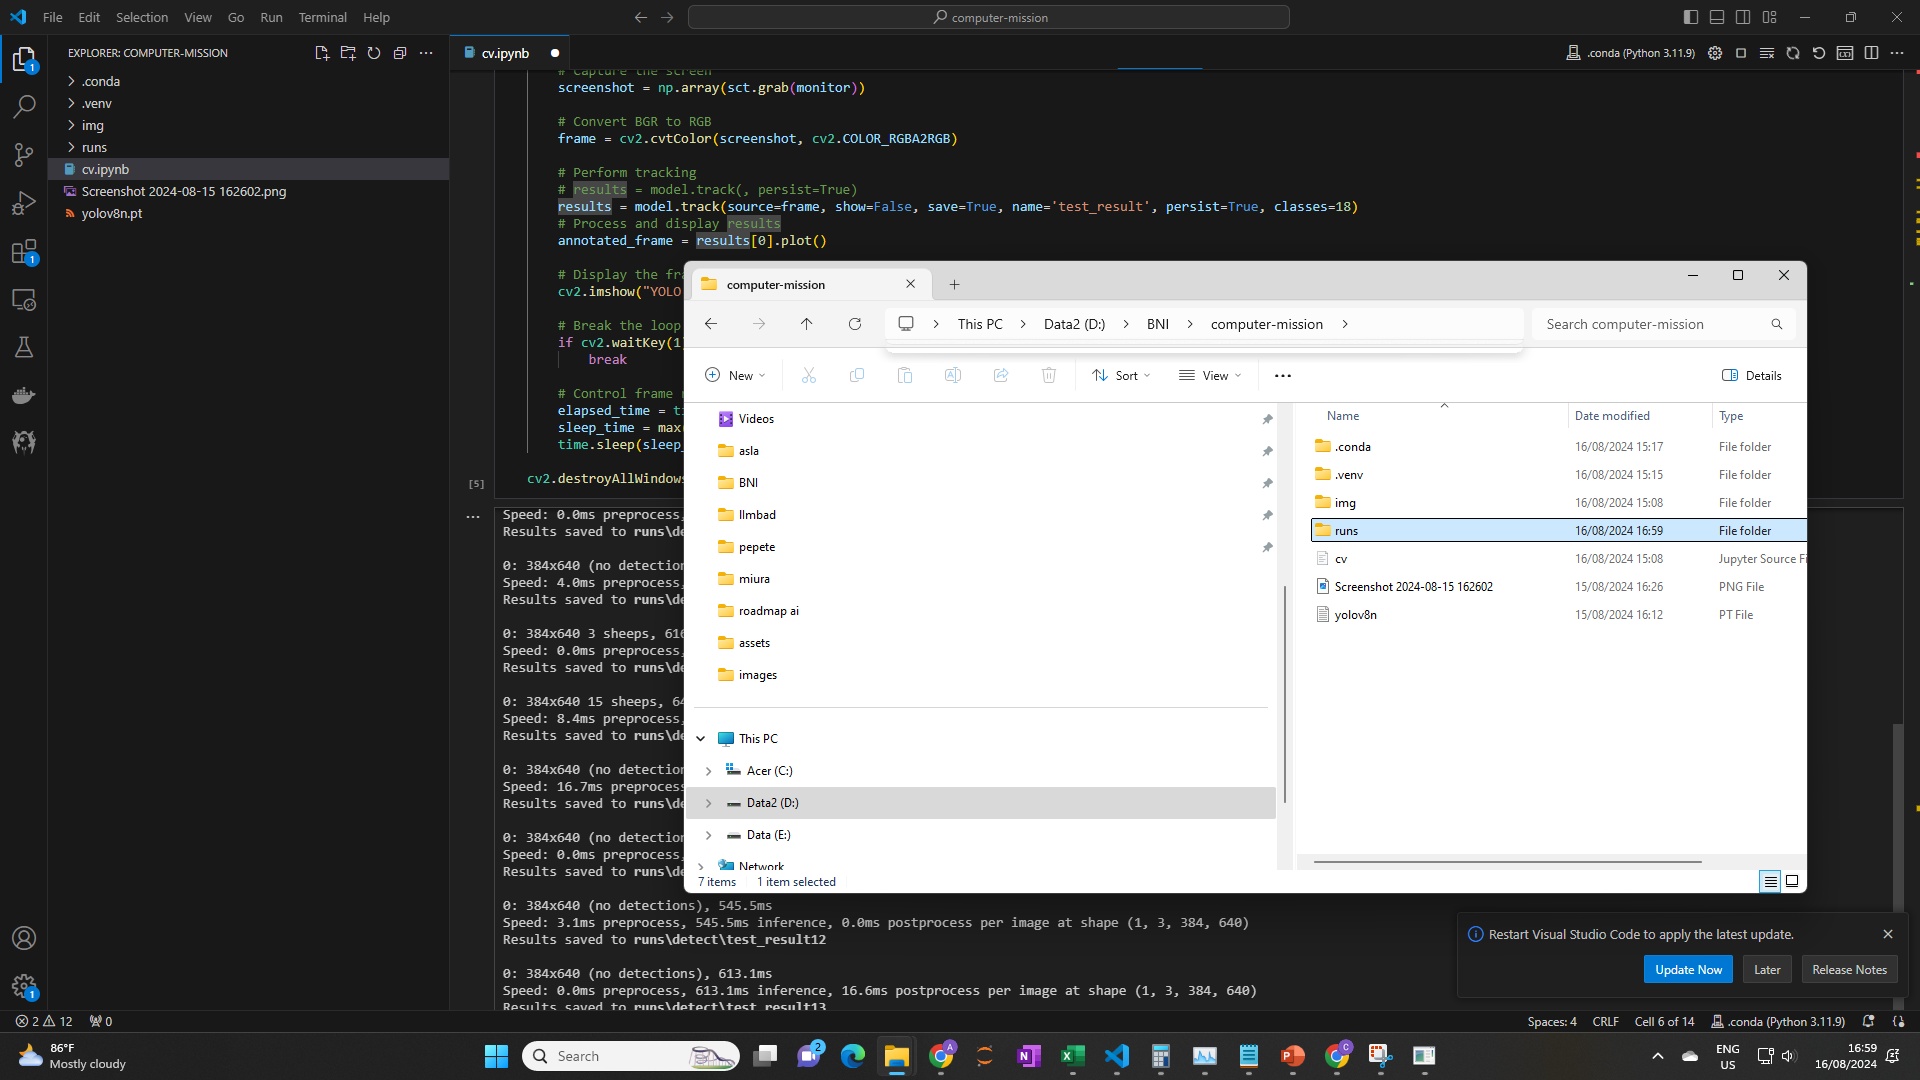 File Edit Selection View Go Run Terminal Help
computer-mission
EXPLORER: COMPUTER-MISSION
.conda
.venv
img
runs
cv.ipynb
Screenshot 2024-08-15 162602.png
yolov8n.pt
1
1
1
cv.ipynb
.conda (Python 3.11.9)
# Capture the screen
screenshot = np.array(sct.grab(monitor))
# Convert BGR to RGB
frame = cv2.cvtColor(screenshot, cv2.COLOR_RGBA2RGB)
# Perform tracking
# results = model.track(, persist=True)
results = model.track(source=frame, show=False, save=True, name='test_result', persist=True, classes=18)
# Process and display results
annotated_frame = results[0].plot()
# Display the fra
cv2.imshow("YOLO
# Break the loop
if cv2.waitKey(1
break
# Control frame
elapsed_time = t
sleep_time = max
time.sleep(sleep_
[5]
cv2.destroyAllWindows
...
Speed: 0.0ms preprocess,
Results saved to runs\de
0: 384x640 (no detection
Speed: 4.0ms preprocess,
Results saved to runs\de
0: 384x640 3 sheeps, 616
Speed: 0.0ms preprocess,
Results saved to runs\de
0: 384x640 15 sheeps, 64
Speed: 8.4ms preprocess,
Results saved to runs\de
0: 384x640 (no detection
Speed: 16.7ms preprocess
Results saved to runs\de
0: 384x640 (no detection
Speed: 0.0ms preprocess,
Results saved to runs\de
0: 384x640 (no detections), 545.5ms
Speed: 3.1ms preprocess, 545.5ms inference, 0.0ms postprocess per image at shape (1, 3, 384, 640)
Results saved to runs\detect\test_result12
0: 384x640 (no detections), 613.1ms
Speed: 0.0ms preprocess, 613.1ms inference, 16.6ms postprocess per image at shape (1, 3, 384, 640)
Results saved to runs\detect\test_result13
computer-mission
This PC > Data2 (D:) > BNI > computer-mission >
Search computer-mission
New
Sort
View
Details
Videos
asla
BNI
llmbad
pepete
miura
roadmap ai
assets
images
This PC
Acer (C:)
Data2 (D:)
Data (E:)
Network
Name Date modified Type
.conda 16/08/2024 15:17 File folder
.venv 16/08/2024 15:15 File folder
img 16/08/2024 15:08 File folder
runs 16/08/2024 16:59 File folder
cv 16/08/2024 15:08 Jupyter Source Fi
Screenshot 2024-08-15 162602 15/08/2024 16:26 PNG File
yolov8n 15/08/2024 16:12 PT File
7 items 1 item selected
Restart Visual Studio Code to apply the latest update.
Update Now Later Release Notes
2 12 0
Spaces: 4 CRLF Cell 6 of 14 .conda (Python 3.11.9)
86°F
Mostly cloudy
Search
2
A
C
ENG
US
16:59
16/08/2024